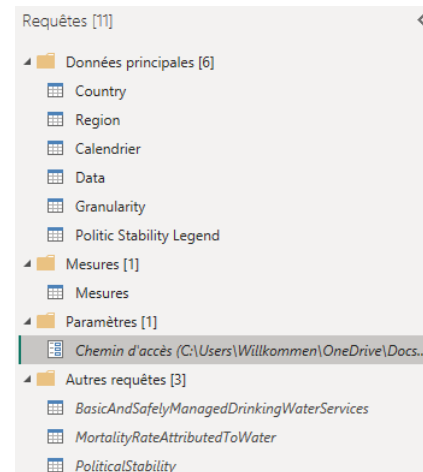 Requêtes [11]
Données principales [6]
Country
Region
Calendrier
Data
Granularity
Politic Stability Legend
Mesures [1]
Mesures
Paramètres [1]
Chemin d'accès (C:\Users\Willkommen\OneDrive\Docs...
Autres requêtes [3]
BasicAndSafelyManagedDrinkingWaterServices
MortalityRateAttributedToWater
PoliticalStability